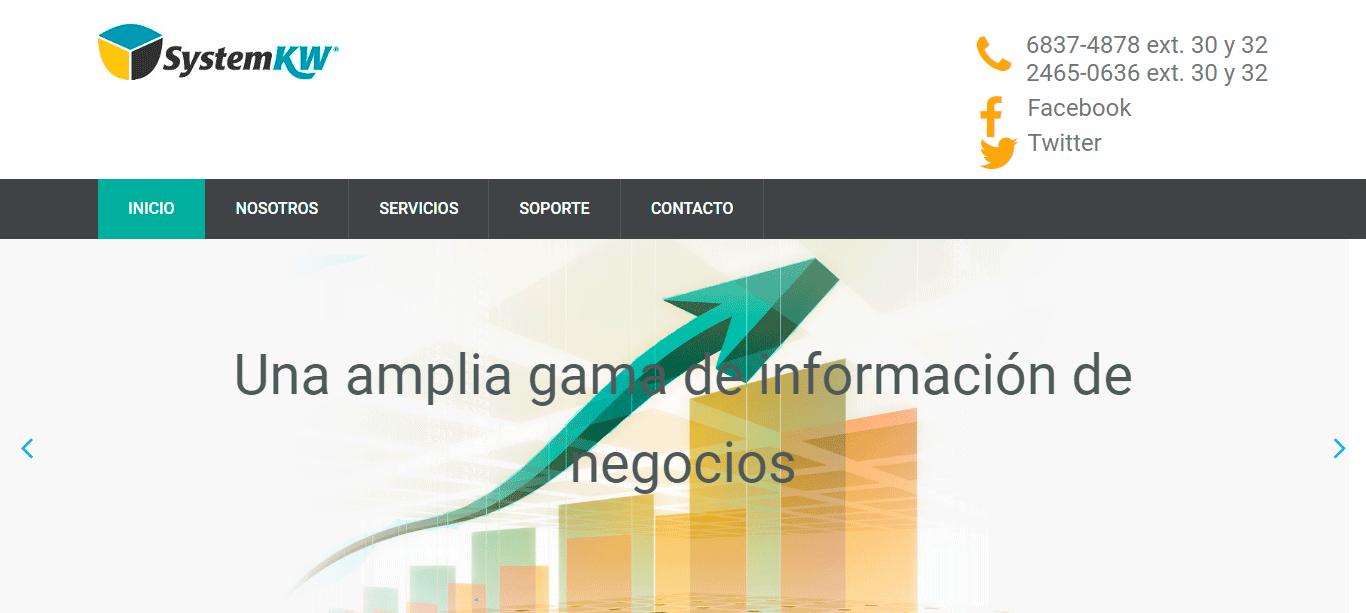 SystemKW®
6837-4878 ext. 30 y 32
2465-0636 ext. 30 y 32
Facebook
Twitter
INICIO NOSOTROS SERVICIOS SOPORTE CONTACTO
Una amplia gama de información de
negocios